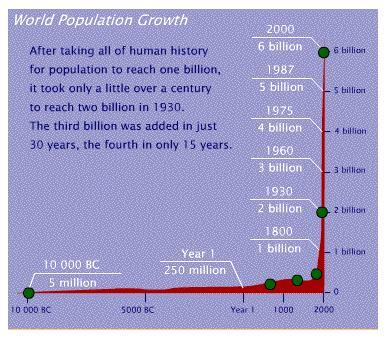 World Population Growth
After taking all of human history
for population to reach one billion,
it took only a little over a century
to reach two billion in 1930.
The third billion was added in just
30 years, the fourth in only 15 years.
2000
6 billion
1987
5 billion
1975
4 billion
1960
3 billion
1930
2 billion
1800
1 billion
Year 1
250 million
10 000 BC
5 million
6 billion
5 billion
4 billion
3 billion
2 billion
1 billion
0
10 000 BC
5000 BC
Year 1
1000
2000